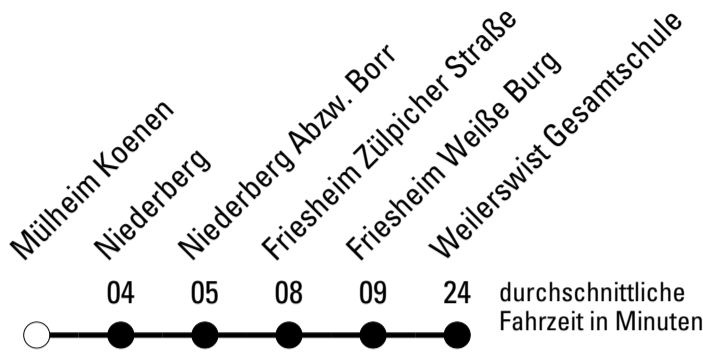 Mülheim Koenen
Niederberg
Niederberg Abzw. Borr
Friesheim Zülpicher Straße
Friesheim Weiße Burg
Weilerswist Gesamtschule
04 05 08 09 24
durchschnittliche
Fahrzeit in Minuten